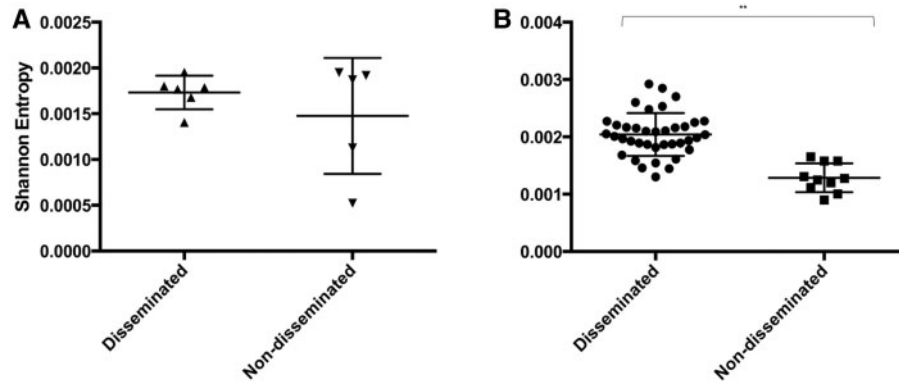 A
Shannon Entropy
0.0025
0.0020
0.0015
0.0010
0.0005
0.0000
Disseminated
Non-disseminated
B
**
0.004
0.003
0.002
0.001
0.000
Disseminated
Non-disseminated